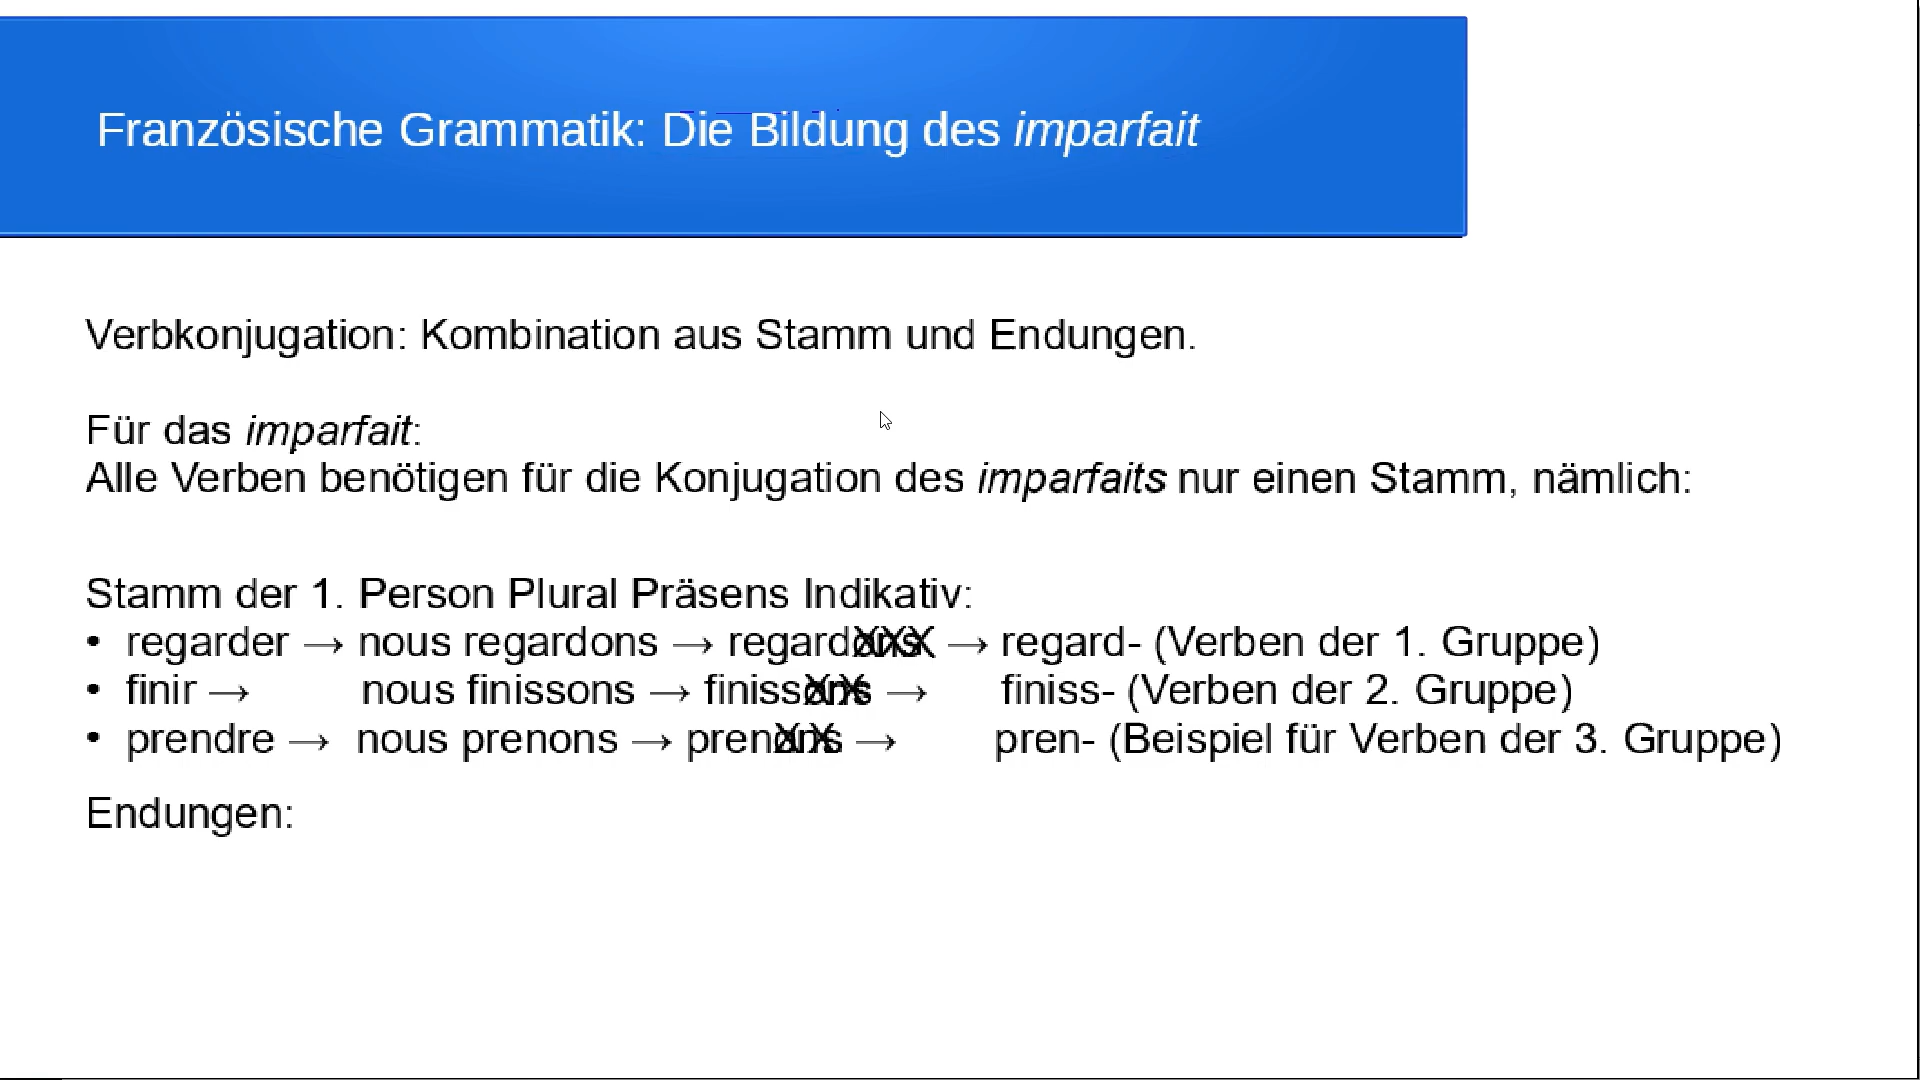 Französische Grammatik: Die Bildung des imparfait
Verbkonjugation: Kombination aus Stamm und Endungen.
Für das imparfait:
Alle Verben benötigen für die Konjugation des imparfaits nur einen Stamm, nämlich:
Stamm der 1. Person Plural Präsens Indikativ:
• regarder → nous regardons → regardons → regard- (Verben der 1. Gruppe)
• finir → nous finissons → finissons → finiss- (Verben der 2. Gruppe)
• prendre → nous prenons → prenons → pren- (Beispiel für Verben der 3. Gruppe)
Endungen: